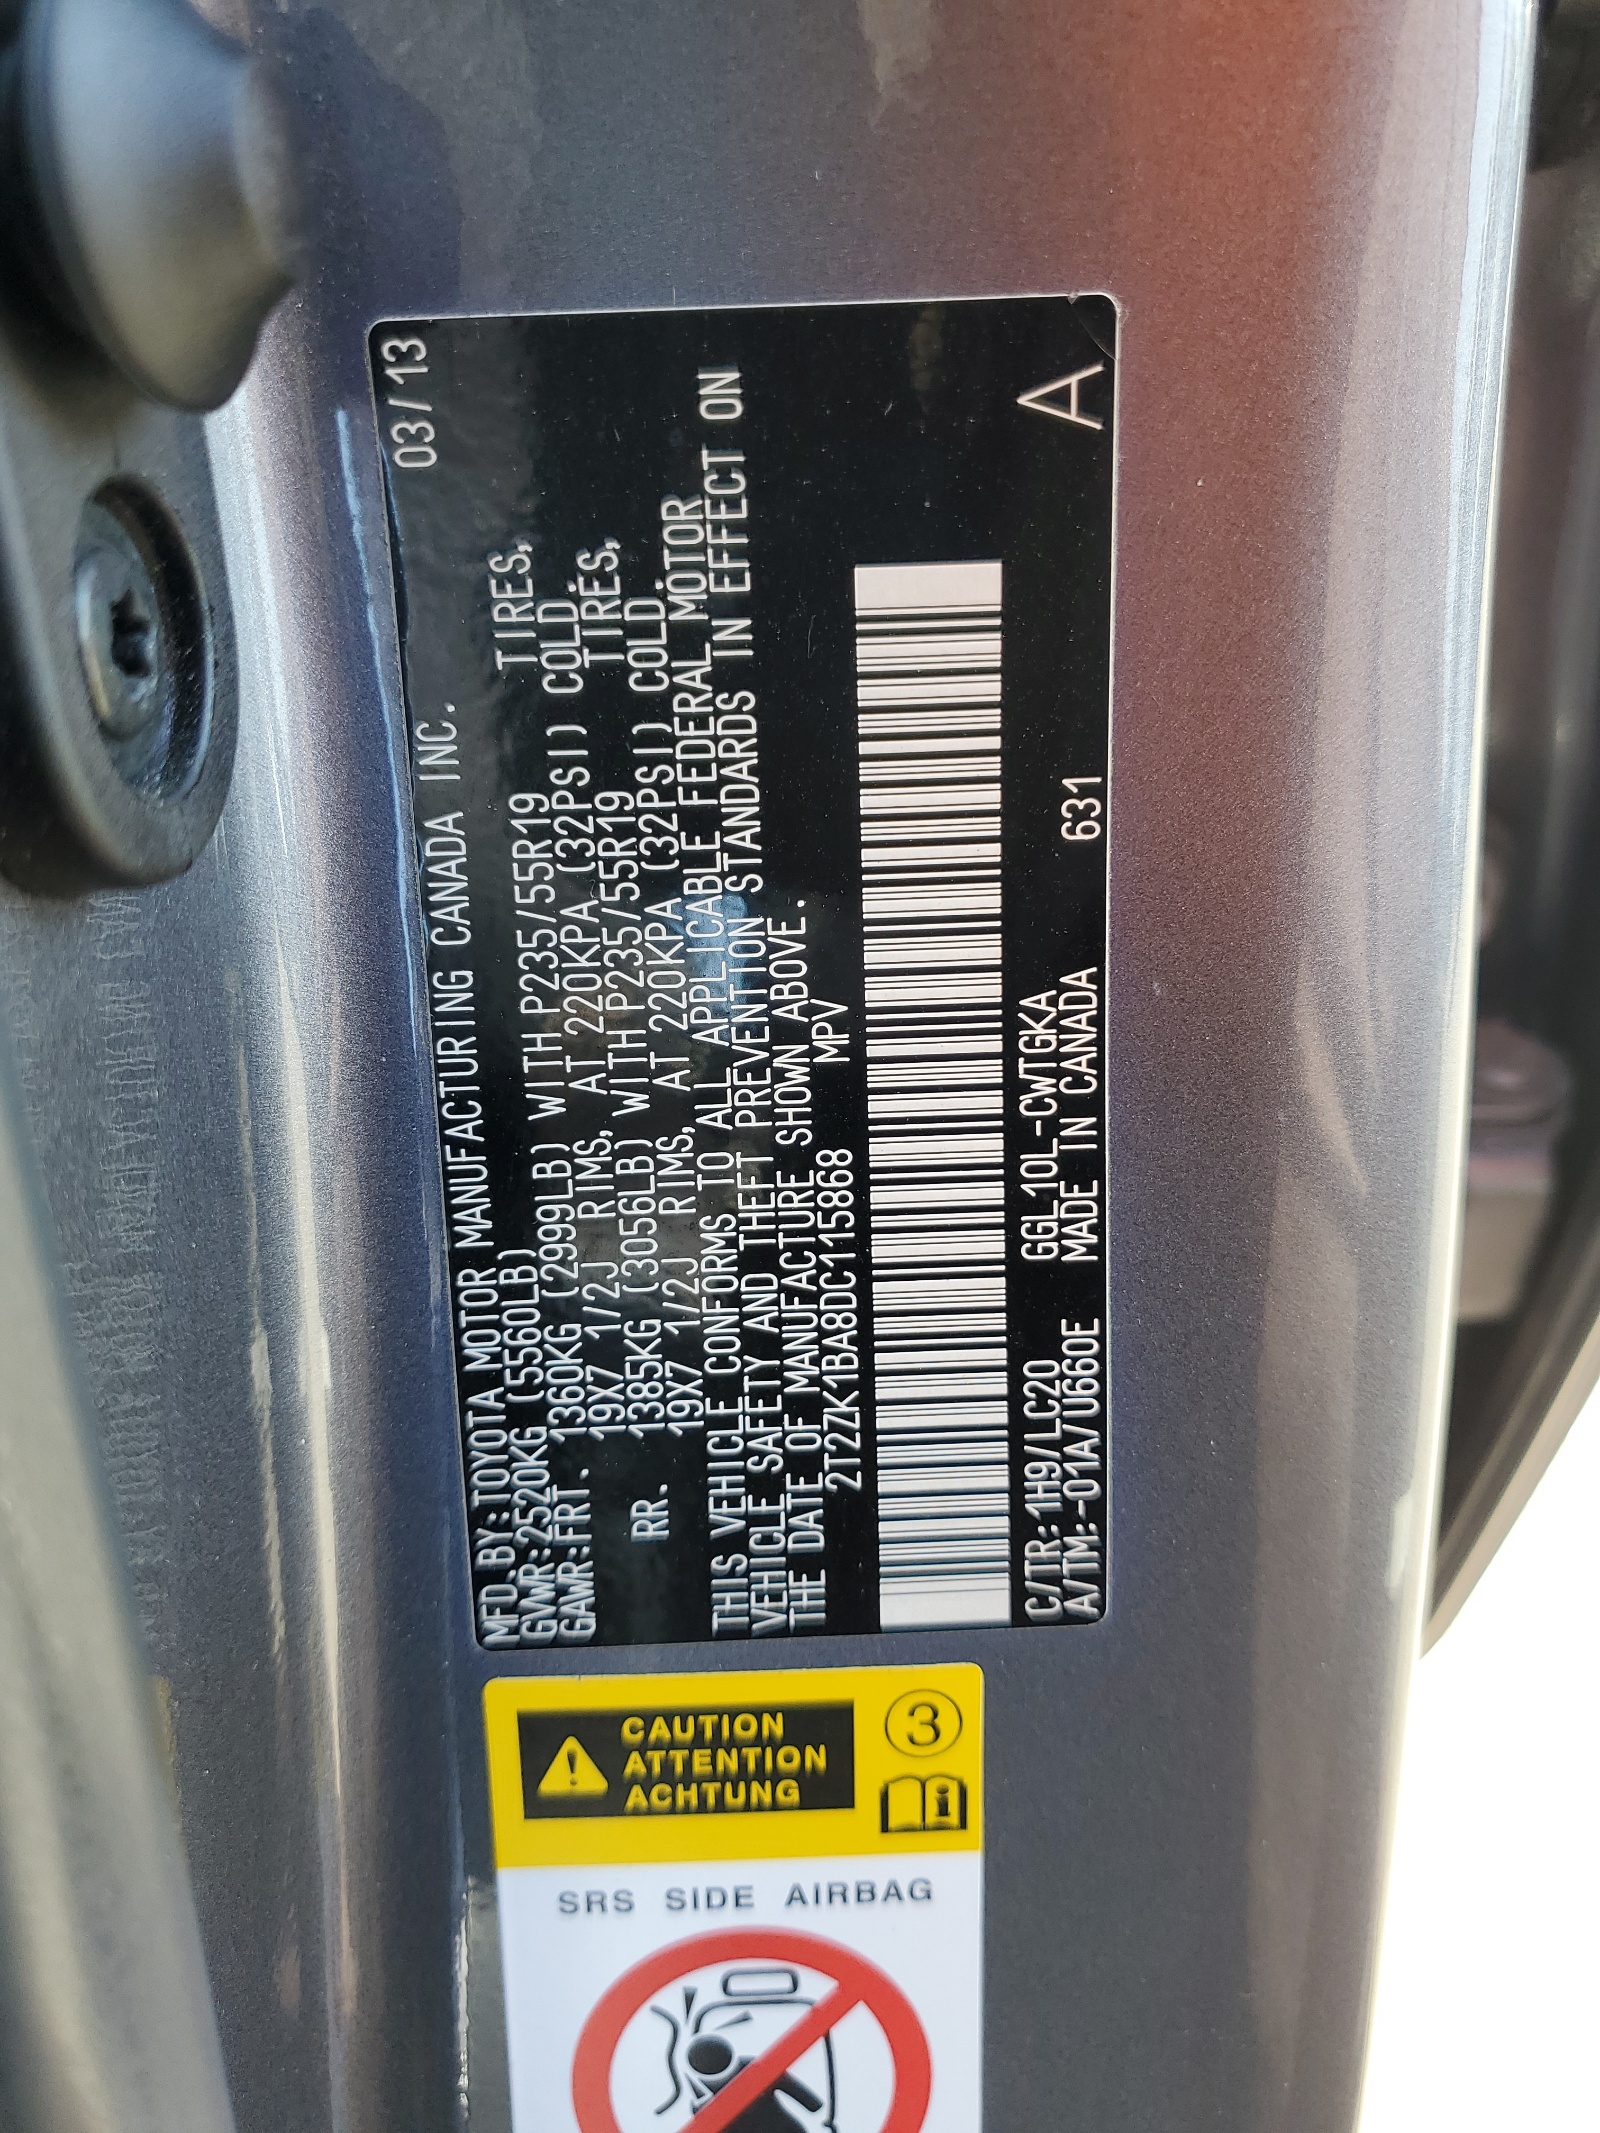 MFD.BY:TOYOTA MOTOR MANUFACTURING CANADA INC. 03/13
GVWR:2520KG (5560LB)
GAWR:FRT. 1360KG (2999LB) WITH P235/55R19 TIRES,
19X7 1/2J RIMS, AT 220KPA (32PSI) COLD.
RR. 1385KG (3056LB) WITH P235/55R19 TIRES,
19X7 1/2J RIMS, AT 220KPA (32PSI) COLD.
THIS VEHICLE CONFORMS TO ALL APPLICABLE FEDERAL MOTOR
VEHICLE SAFETY AND THEFT PREVENTION STANDARDS IN EFFECT ON
THE DATE OF MANUFACTURE SHOWN ABOVE.
2T2ZK1BA8DC115868 MPV
C/TR:1H9/LC20 GGL10L-CWTGKA
A/TM:-01A/U660E MADE IN CANADA 631
A
CAUTION
ATTENTION
ACHTUNG
3
i
SRS SIDE AIRBAG